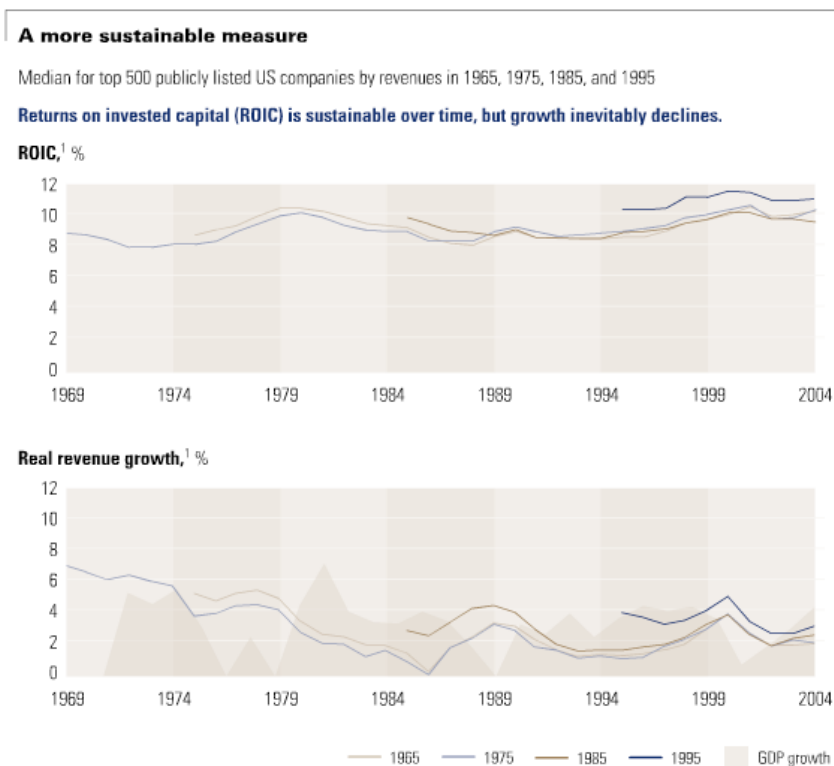 A more sustainable measure
Median for top 500 publicly listed US companies by revenues in 1965, 1975, 1985, and 1995
Returns on invested capital (ROIC) is sustainable over time, but growth inevitably declines.
ROIC,¹ %
12
10
8
6
4
2
0
1969 1974 1979 1984 1989 1994 1999 2004
Real revenue growth,¹ %
12
10
8
6
4
2
0
1969 1974 1979 1984 1989 1994 1999 2004
1965 1975 1985 1995 GDP growth